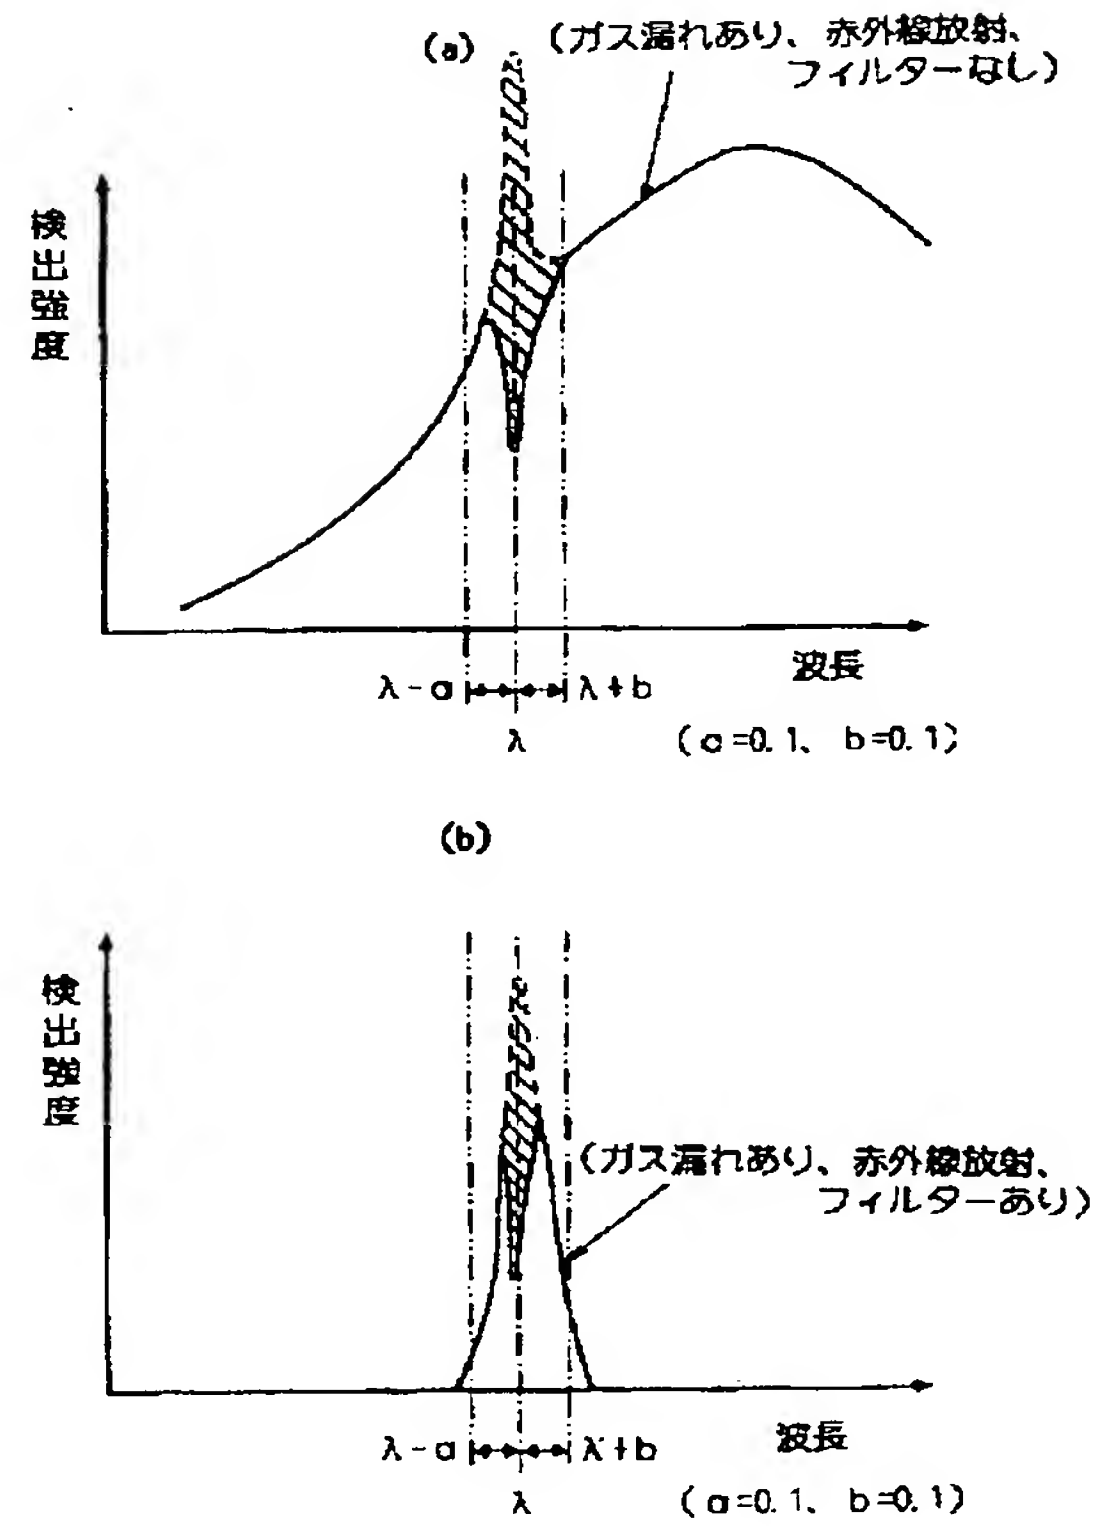 (a)
(ガス漏れあり、赤外線放射、
フィルターなし)
検出強度
波長
λ-a
λ+b
λ
(a=0.1、b=0.1)
(b)
検出強度
(ガス漏れあり、赤外線放射、
フィルターあり)
波長
λ-a
λ+b
λ
(a=0.1、b=0.1)